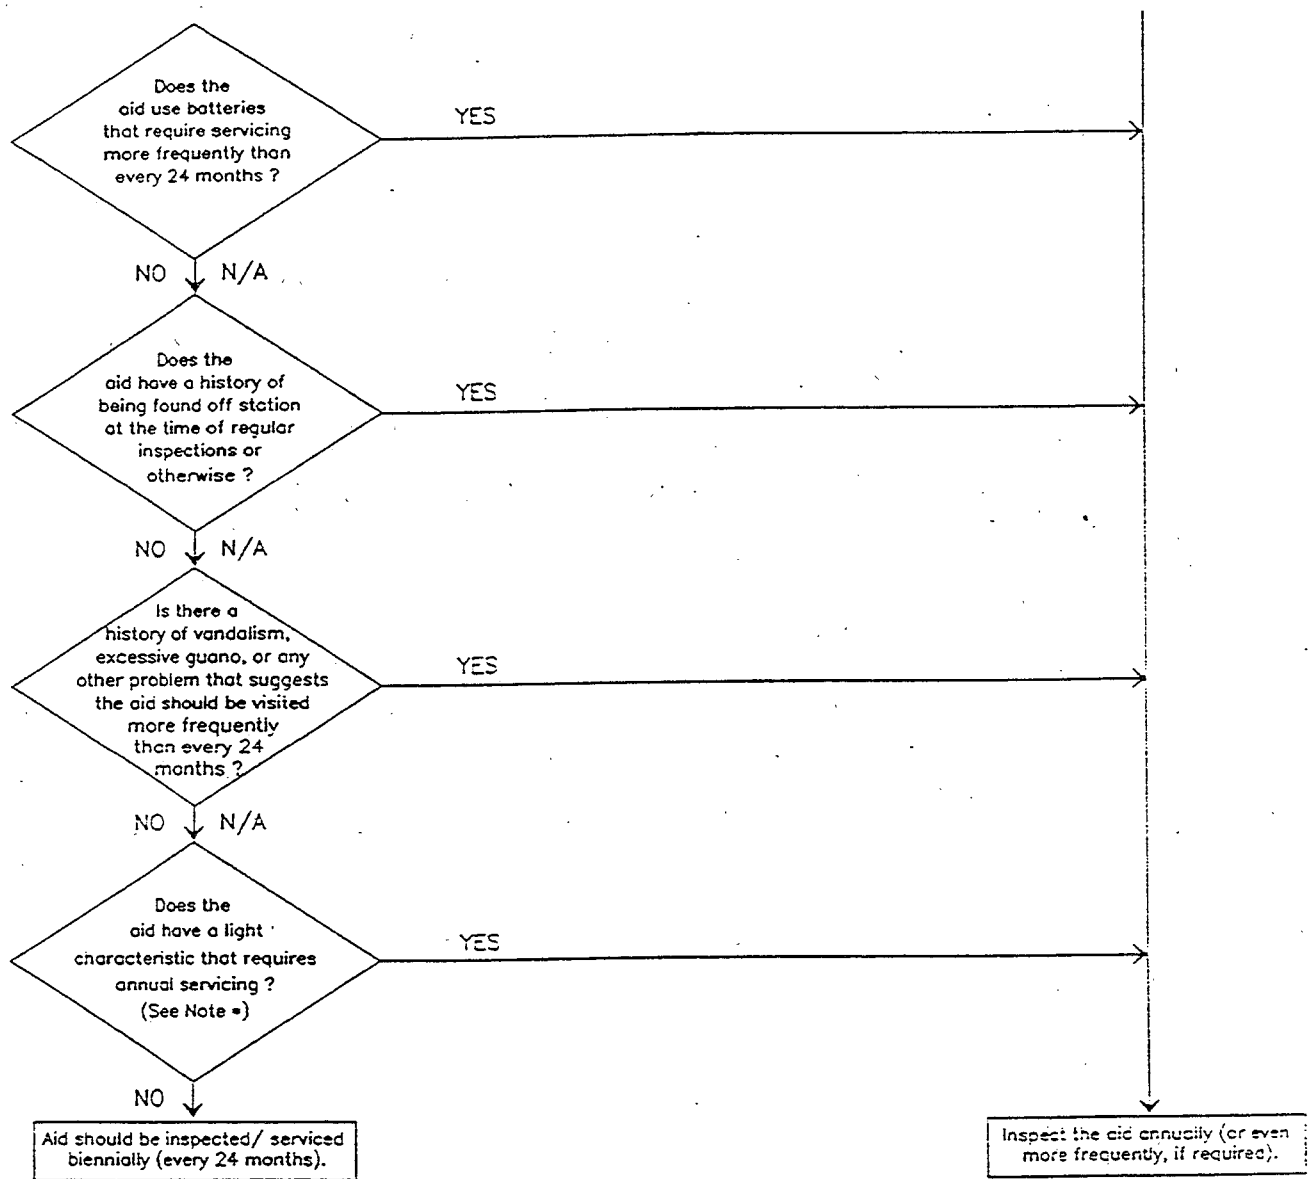 Does the
aid use batteries
that require servicing
more frequently than
every 24 months ?
YES
NO N/A
Does the
aid have a history of
being found off station
at the time of regular
inspections or
otherwise ?
YES
NO N/A
Is there a
history of vandalism,
excessive guano, or any
other problem that suggests
the aid should be visited
more frequently
than every 24
months ?
YES
NO N/A
Does the
aid have a light
characteristic that requires
annual servicing ?
(See Note *)
YES
NO
Aid should be inspected/ serviced
biennially (every 24 months).
Inspect the aid annually (or even
more frequently, if required).